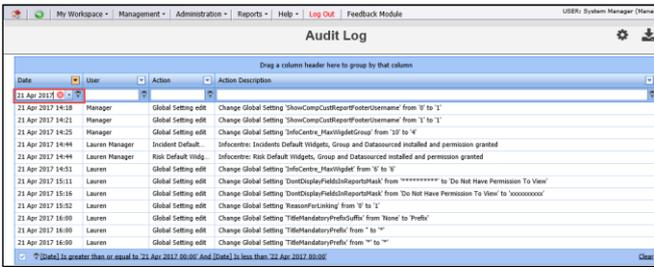 My Workspace Management Administration Reports Help Log Out Feedback Module USER: System Manager (Mana
Audit Log
Drag a column header here to group by that column
Date User Action Action Description
21 Apr 2017
21 Apr 2017 14:18 Manager Global Setting edit Change Global Setting 'ShowCompCustReportFooterUsername' from '0' to '1'
21 Apr 2017 14:21 Manager Global Setting edit Change Global Setting 'ShowCompCustReportFooterUsername' from '1' to '1'
21 Apr 2017 14:25 Manager Global Setting edit Change Global Setting 'InfoCentre_MaxWigdetGroup' from '10' to '4'
21 Apr 2017 14:44 Lauren Manager Incident Default... Infocentre: Incidents Default Widgets, Group and Datasourced installed and permission granted
21 Apr 2017 14:44 Lauren Manager Risk Default Widg... Infocentre: Risk Default Widgets, Group and Datasourced installed and permission granted
21 Apr 2017 14:51 Lauren Global Setting edit Change Global Setting 'InfoCentre_MaxWigdet' from '6' to '6'
21 Apr 2017 15:11 Lauren Global Setting edit Change Global Setting 'DontDisplayFieldsInReportsMask' from '**********' to 'Do Not Have Permission To View'
21 Apr 2017 15:16 Lauren Global Setting edit Change Global Setting 'DontDisplayFieldsInReportsMask' from 'Do Not Have Permission To View' to 'xxxxxxxxxx'
21 Apr 2017 15:52 Lauren Global Setting edit Change Global Setting 'ReasonForLinking' from '0' to '1'
21 Apr 2017 16:00 Lauren Global Setting edit Change Global Setting 'TitleMandatoryPrefixSuffix' from 'None' to 'Prefix'
21 Apr 2017 16:00 Lauren Global Setting edit Change Global Setting 'TitleMandatoryPrefix' from '' to '*'
21 Apr 2017 16:00 Lauren Global Setting edit Change Global Setting 'TitleMandatoryPrefix' from '*' to '*'
[Date] Is greater than or equal to '21 Apr 2017 00:00' And [Date] Is less than '22 Apr 2017 00:00' Clear